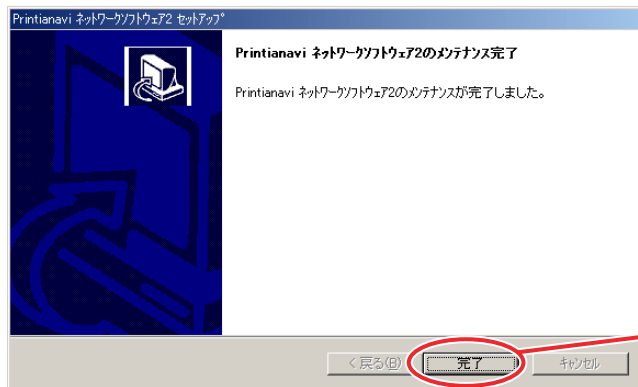 Printianavi ネットワークソフトウェア2 セットアップ
Printianavi ネットワークソフトウェア2のメンテナンス完了
Printianavi ネットワークソフトウェア2のメンテナンスが完了しました。
< 戻る(B)
完了
キャンセル